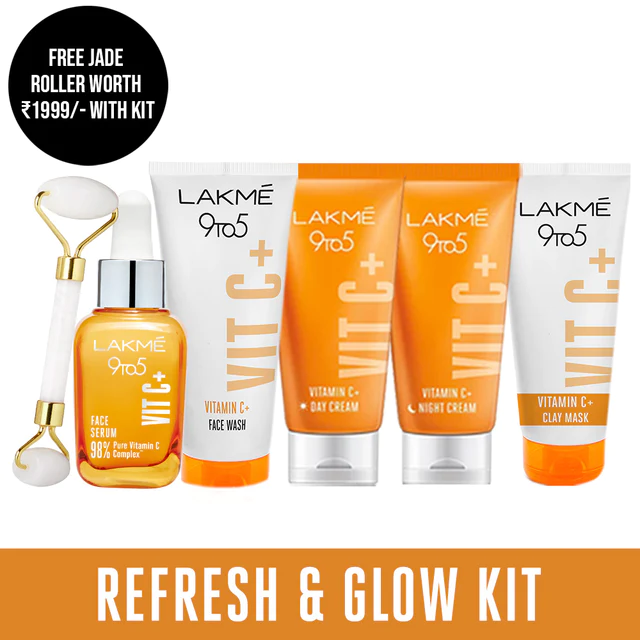 FREE JADE
ROLLER WORTH
₹1999/- WITH KIT
LAKMÉ
9TO5
VIT C+
FACE
SERUM
98% Pure Vitamin C
Complex
LAKMÉ
9TO5
VIT C+
VITAMIN C+
FACE WASH
LAKMÉ
9TO5
VIT C+
VITAMIN C+
DAY CREAM
LAKMÉ
9TO5
VIT C+
VITAMIN C+
NIGHT CREAM
LAKMÉ
9TO5
VIT C+
VITAMIN C+
CLAY MASK
REFRESH & GLOW KIT